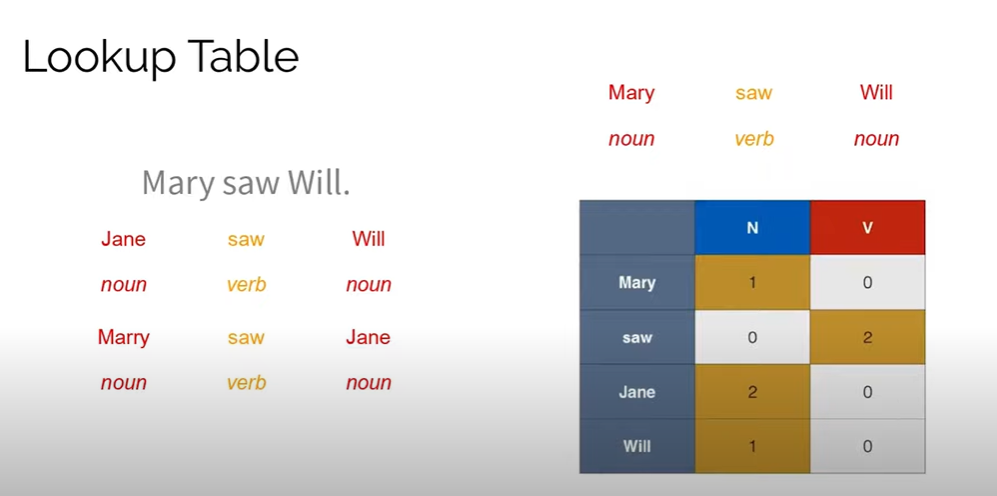 Lookup Table
Mary saw Will.
Jane saw Will
noun verb noun
Marry saw Jane
noun verb noun
Mary saw Will
noun verb noun
N V
Mary 1 0
saw 0 2
Jane 2 0
Will 1 0